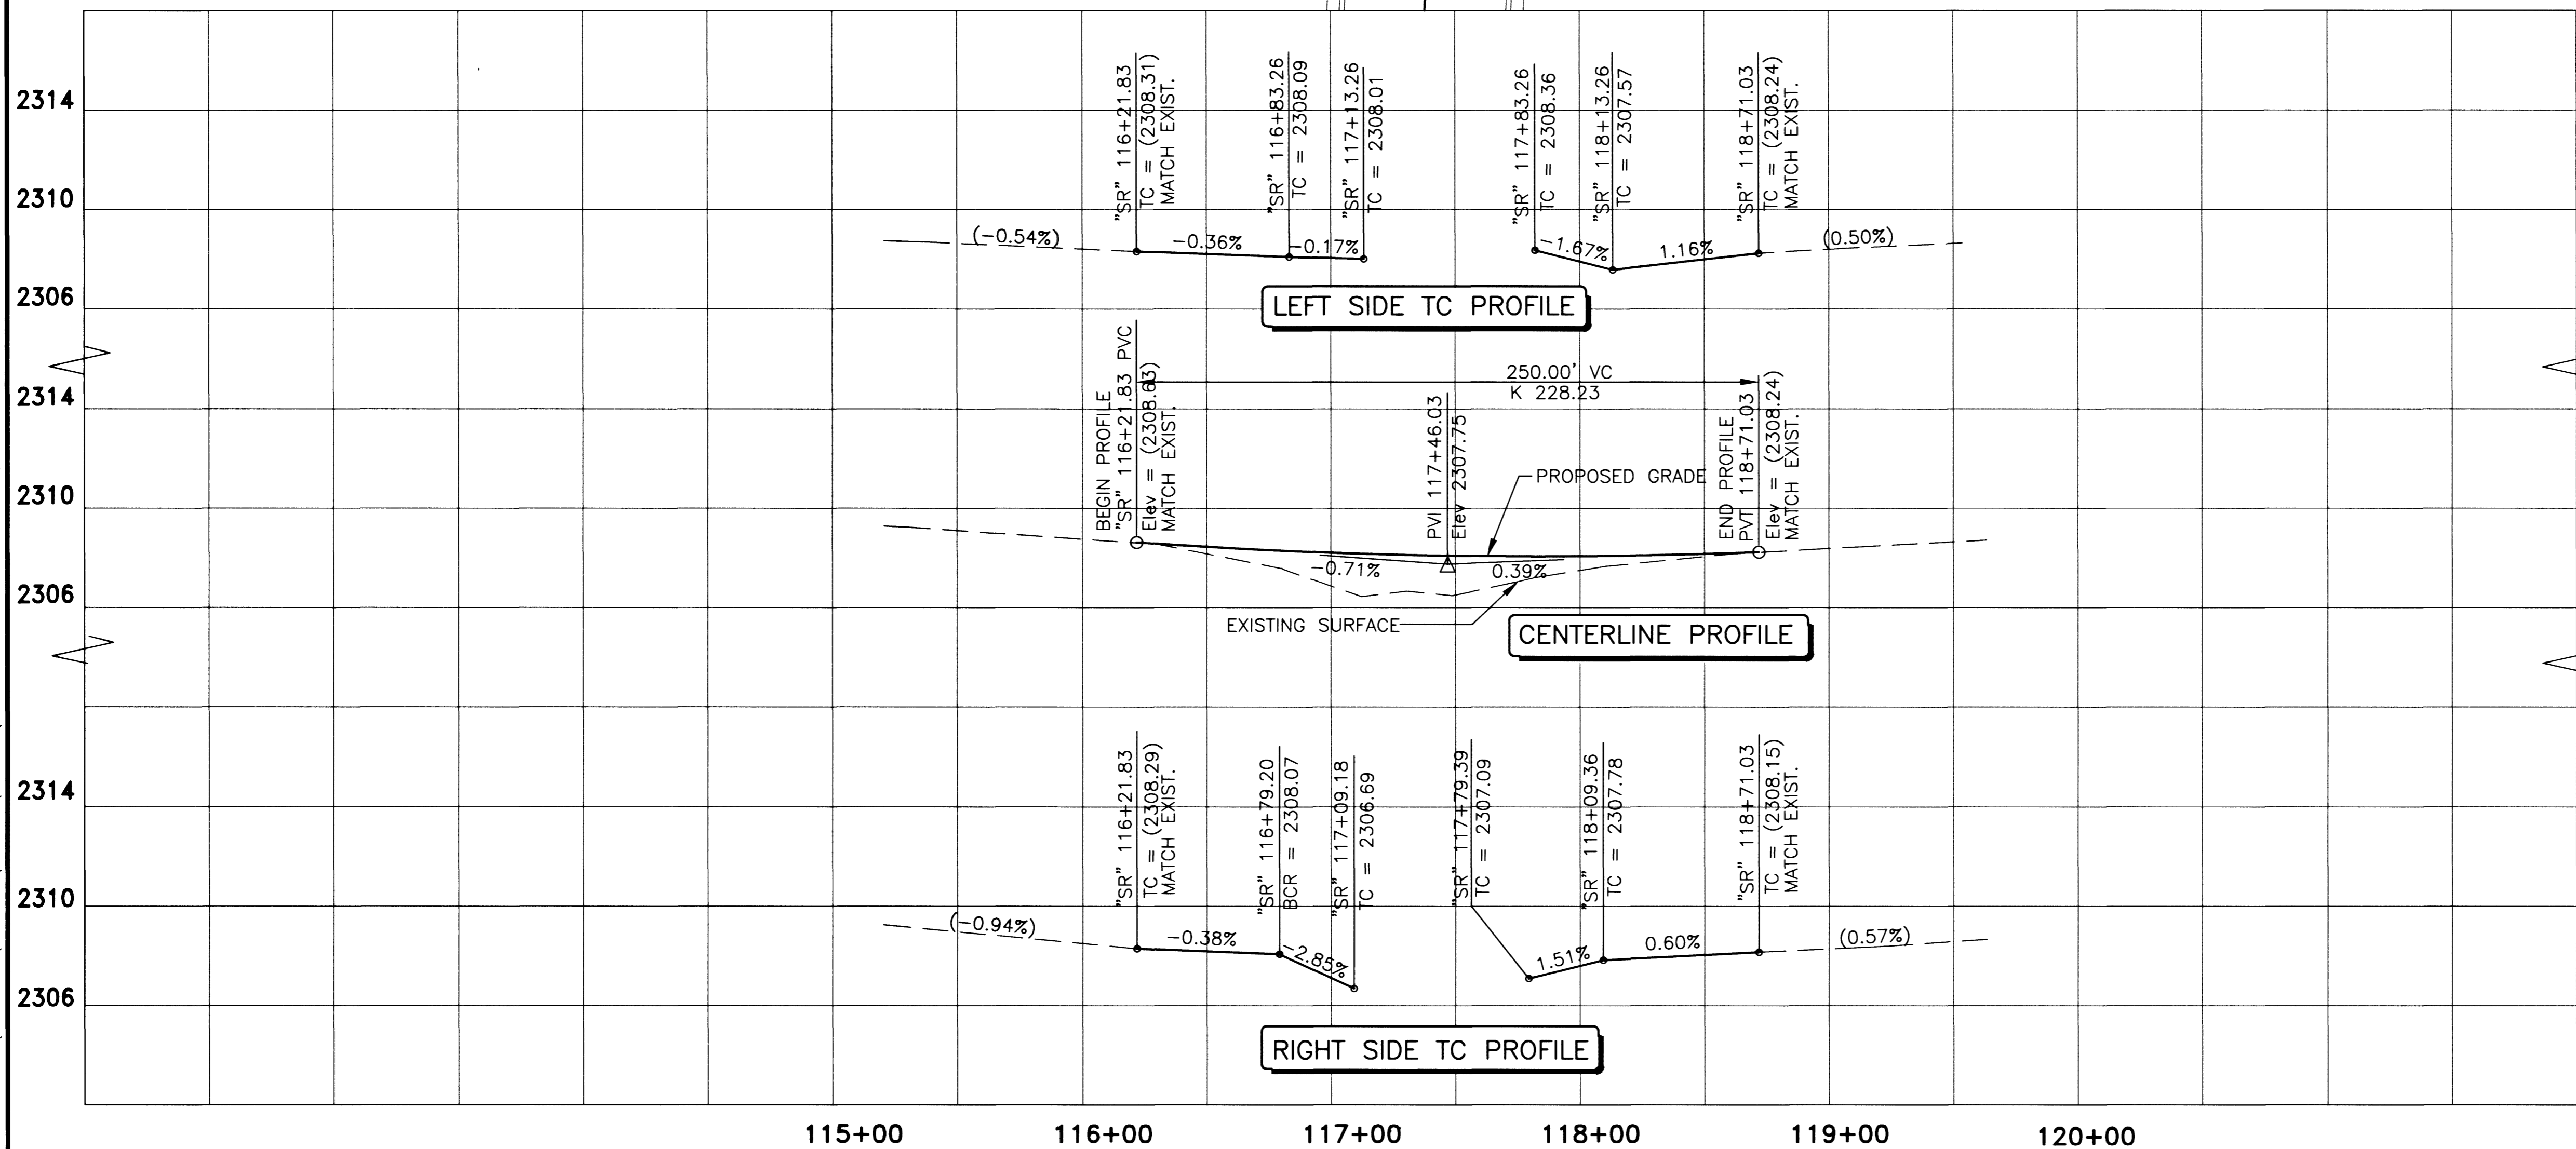 2314
2310
2306
"SR" 116+21.83
TC = (2308.31)
MATCH EXIST.
"SR" 116+83.26
TC = 2308.09
"SR" 117+13.26
TC = 2308.01
"SR" 117+83.26
TC = 2308.36
"SR" 118+13.26
TC = 2307.57
"SR" 118+71.03
TC = (2308.24)
MATCH EXIST.
(-0.54%)
-0.36%
-0.17%
-1.67%
1.16%
(0.50%)
LEFT SIDE TC PROFILE
2314
2310
2306
BEGIN PROFILE
"SR" 116+21.83 PVC
Elev = (2308.63)
MATCH EXIST.
250.00' VC
K 228.23
PVI 117+46.03
Elev 2307.75
PROPOSED GRADE
END PROFILE
PVT 118+71.03
Elev = (2308.24)
MATCH EXIST.
-0.71%
0.39%
EXISTING SURFACE
CENTERLINE PROFILE
2314
2310
2306
"SR" 116+21.83
TC = (2308.29)
MATCH EXIST.
"SR" 116+79.20
BCR = 2308.07
"SR" 117+09.18
TC = 2306.69
"SR" 117+79.39
TC = 2307.09
"SR" 118+09.36
TC = 2307.78
"SR" 118+71.03
TC = (2308.15)
MATCH EXIST.
(-0.94%)
-0.38%
-2.85%
1.51%
0.60%
(0.57%)
RIGHT SIDE TC PROFILE
115+00
116+00
117+00
118+00
119+00
120+00